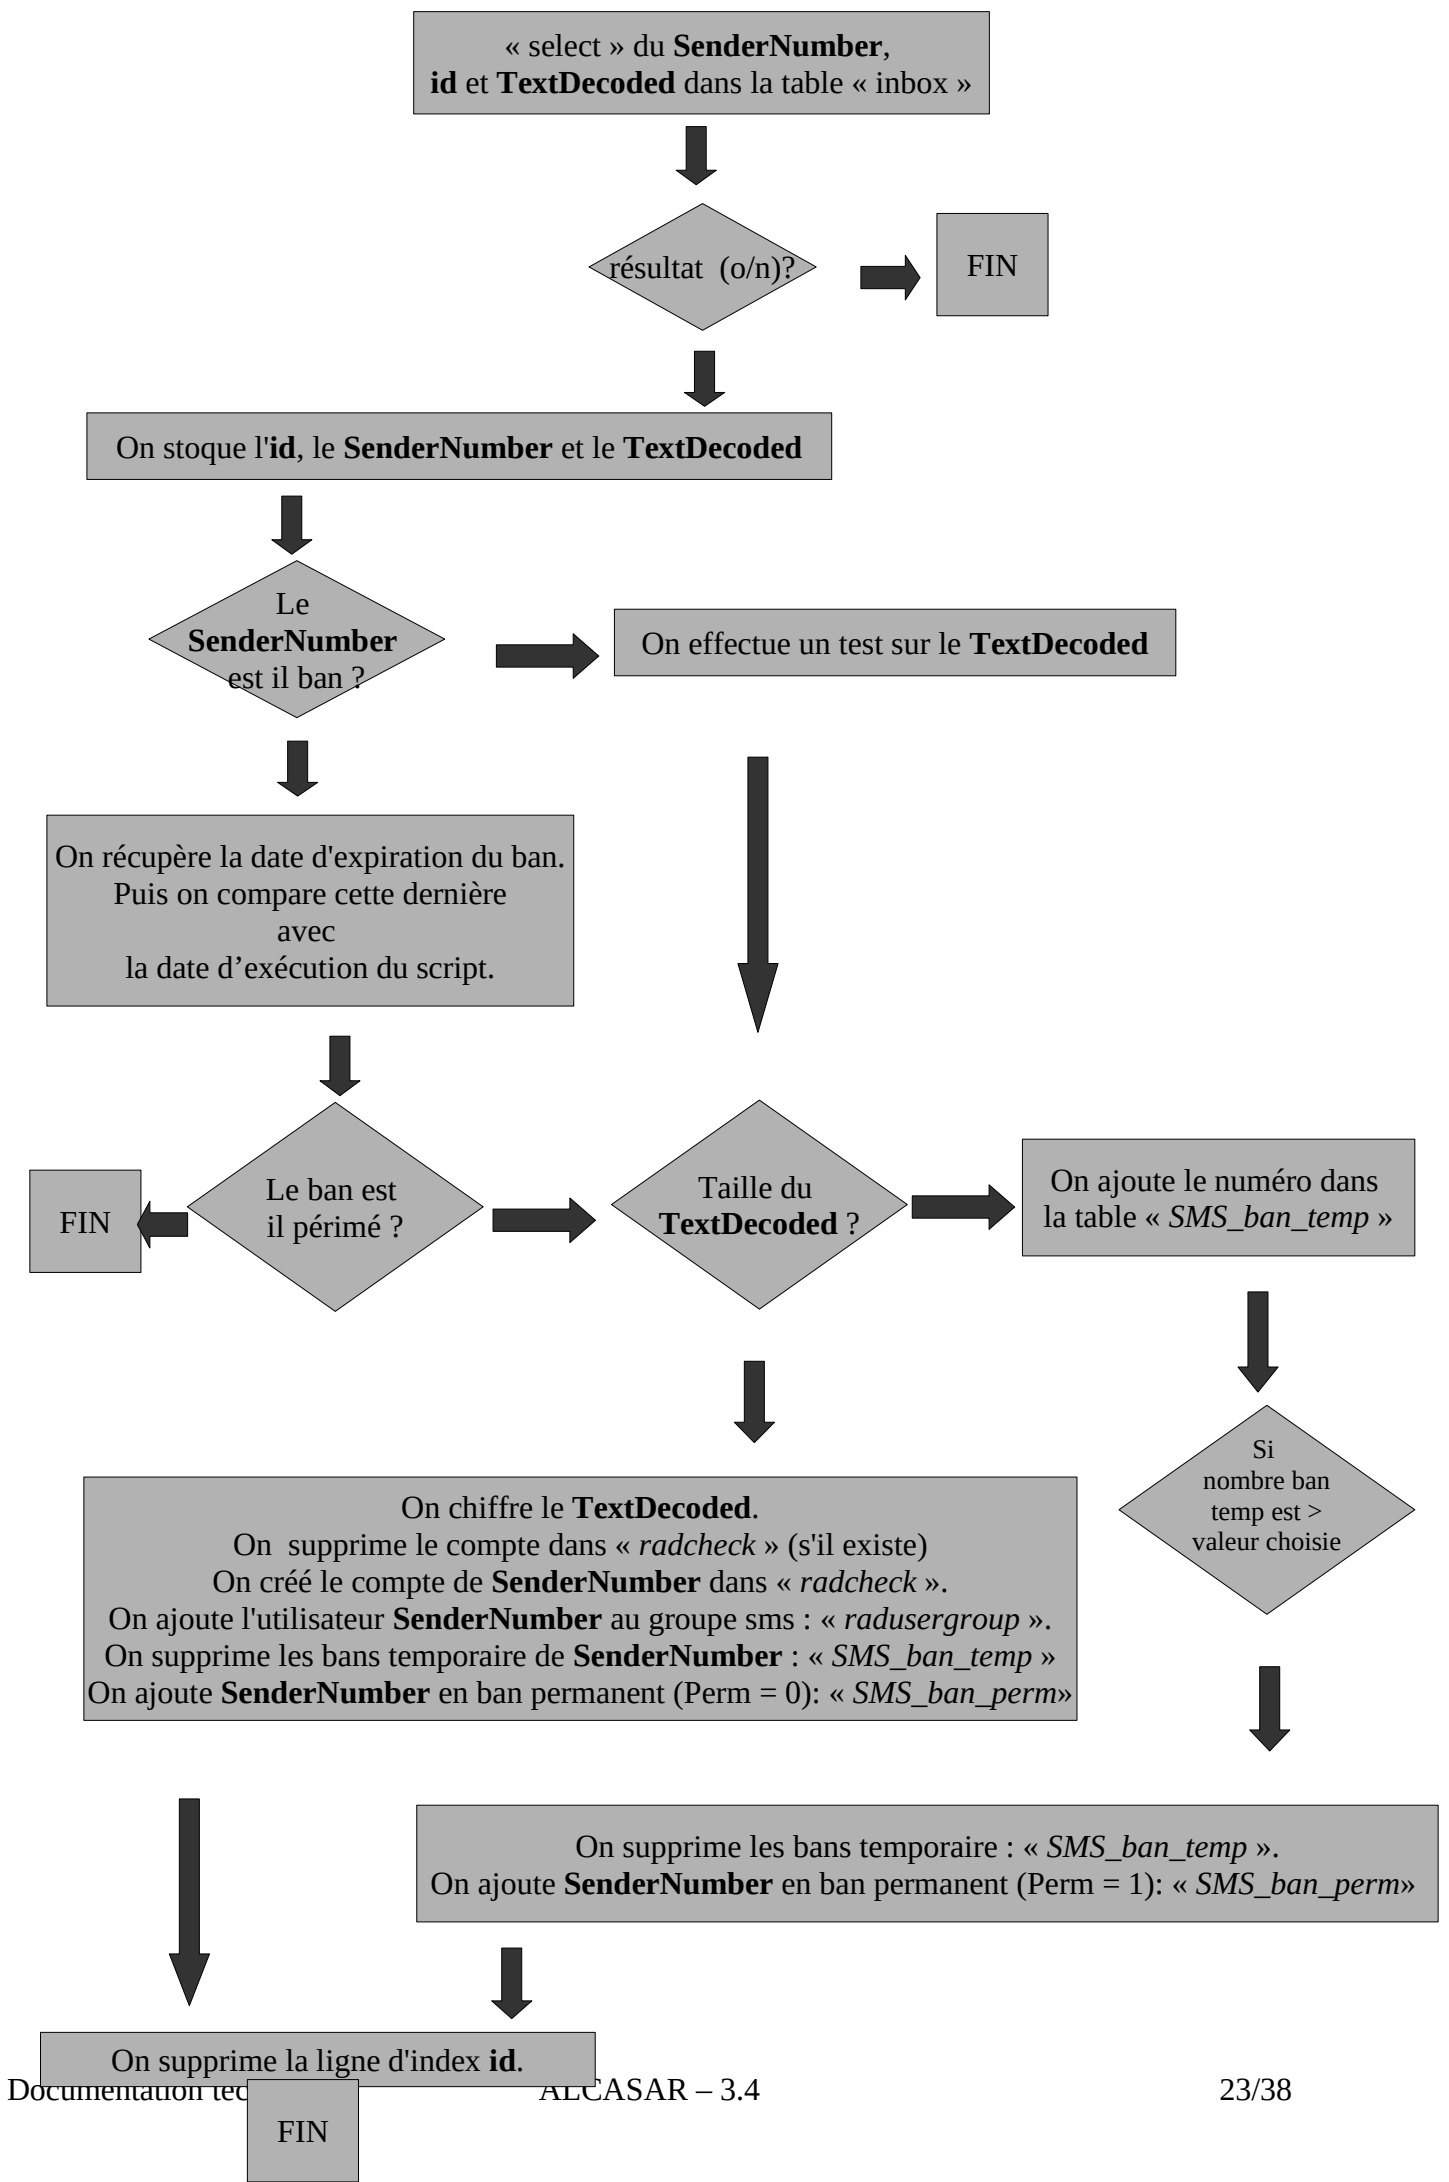 « select » du SenderNumber,
id et TextDecoded dans la table « inbox »
résultat (o/n)?
FIN
On stoque l'id, le SenderNumber et le TextDecoded
Le
SenderNumber
est il ban ?
On effectue un test sur le TextDecoded
On récupère la date d'expiration du ban.
Puis on compare cette dernière
avec
la date d’exécution du script.
FIN
Le ban est
il périmé ?
Taille du
TextDecoded ?
On ajoute le numéro dans
la table « SMS_ban_temp »
Si
nombre ban
temp est >
valeur choisie
On chiffre le TextDecoded.
On supprime le compte dans « radcheck » (s'il existe)
On créé le compte de SenderNumber dans « radcheck ».
On ajoute l'utilisateur SenderNumber au groupe sms : « radusergroup ».
On supprime les bans temporaire de SenderNumber : « SMS_ban_temp »
On ajoute SenderNumber en ban permanent (Perm = 0): « SMS_ban_perm»
On supprime les bans temporaire : « SMS_ban_temp ».
On ajoute SenderNumber en ban permanent (Perm = 1): « SMS_ban_perm»
On supprime la ligne d'index id.
Documentation ALCASAR – 3.4 23/38
FIN